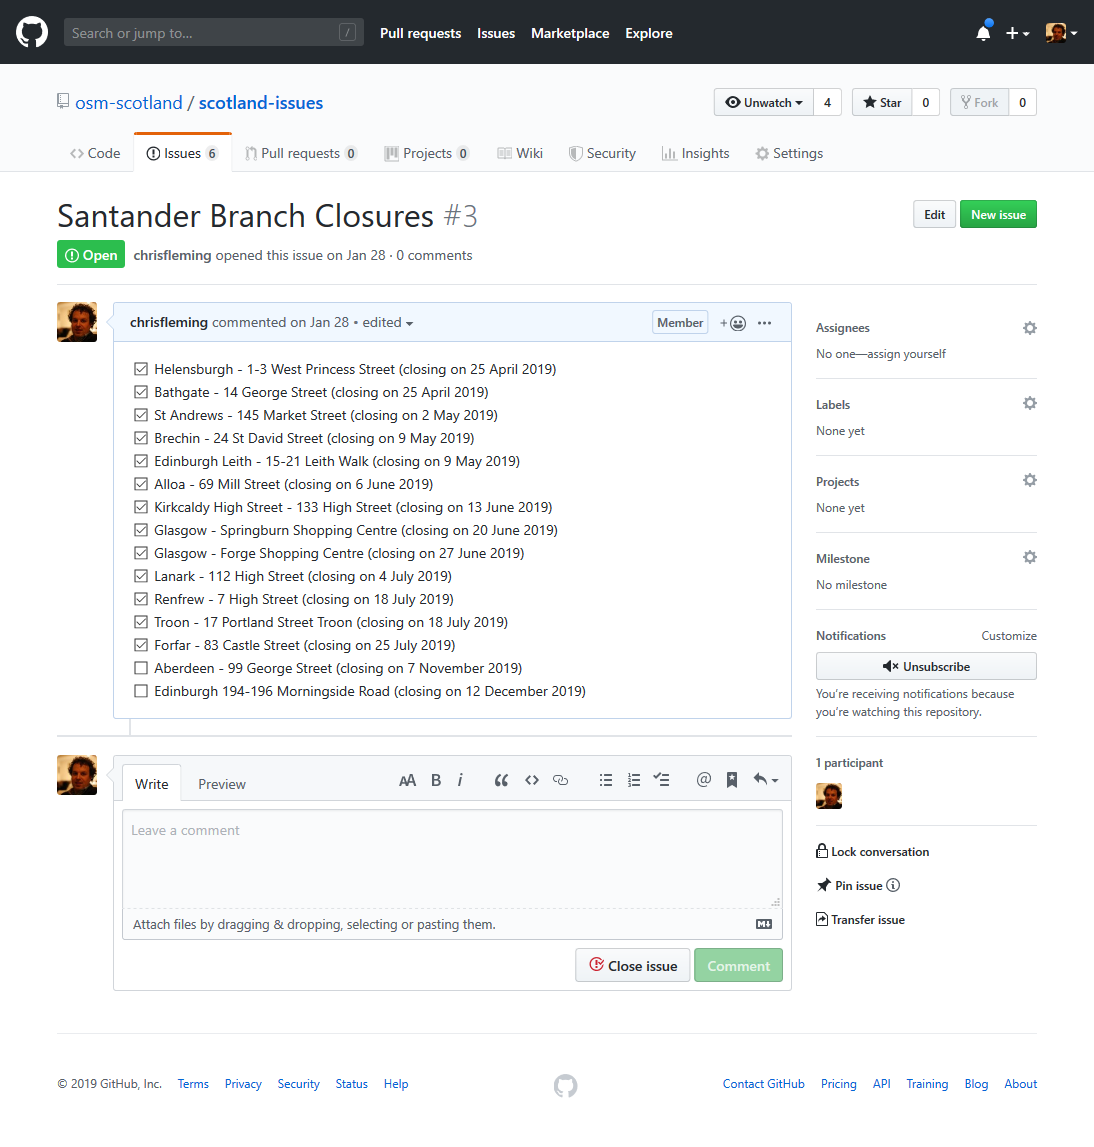 Search or jump to... /
Pull requests Issues Marketplace Explore
osm-scotland / scotland-issues
Unwatch 4 Star 0 Fork 0
Code Issues 6 Pull requests 0 Projects 0 Wiki Security Insights Settings
Santander Branch Closures #3
Edit New issue
Open chrisfleming opened this issue on Jan 28 · 0 comments
chrisfleming commented on Jan 28 • edited
Member
Helensburgh - 1-3 West Princess Street (closing on 25 April 2019)
Bathgate - 14 George Street (closing on 25 April 2019)
St Andrews - 145 Market Street (closing on 2 May 2019)
Brechin - 24 St David Street (closing on 9 May 2019)
Edinburgh Leith - 15-21 Leith Walk (closing on 9 May 2019)
Alloa - 69 Mill Street (closing on 6 June 2019)
Kirkcaldy High Street - 133 High Street (closing on 13 June 2019)
Glasgow - Springburn Shopping Centre (closing on 20 June 2019)
Glasgow - Forge Shopping Centre (closing on 27 June 2019)
Lanark - 112 High Street (closing on 4 July 2019)
Renfrew - 7 High Street (closing on 18 July 2019)
Troon - 17 Portland Street Troon (closing on 18 July 2019)
Forfar - 83 Castle Street (closing on 25 July 2019)
Aberdeen - 99 George Street (closing on 7 November 2019)
Edinburgh 194-196 Morningside Road (closing on 12 December 2019)
Assignees
No one—assign yourself
Labels
None yet
Projects
None yet
Milestone
No milestone
Notifications Customize
Unsubscribe
You're receiving notifications because
you're watching this repository.
1 participant
Lock conversation
Pin issue
Transfer issue
Write Preview
AA B i
Leave a comment
Attach files by dragging & dropping, selecting or pasting them.
Close issue Comment
© 2019 GitHub, Inc. Terms Privacy Security Status Help
Contact GitHub Pricing API Training Blog About